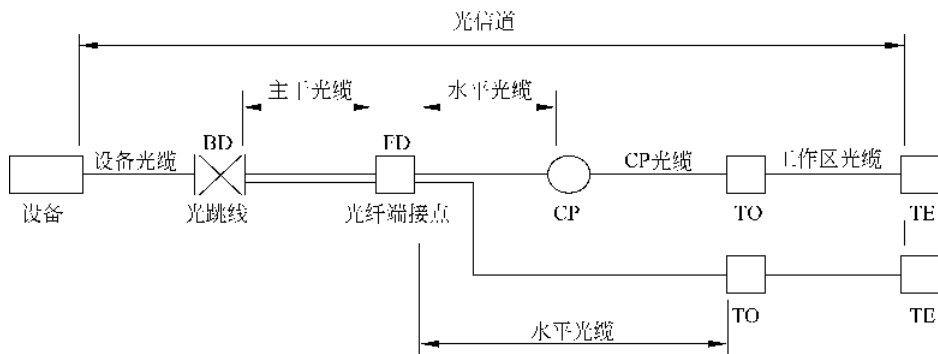 光信道
主干光缆
水平光缆
BD
FD
设备光缆
CP光缆
工作区光缆
设备
光跳线
光纤端接点
CP
TO
TE
TO
TE
水平光缆